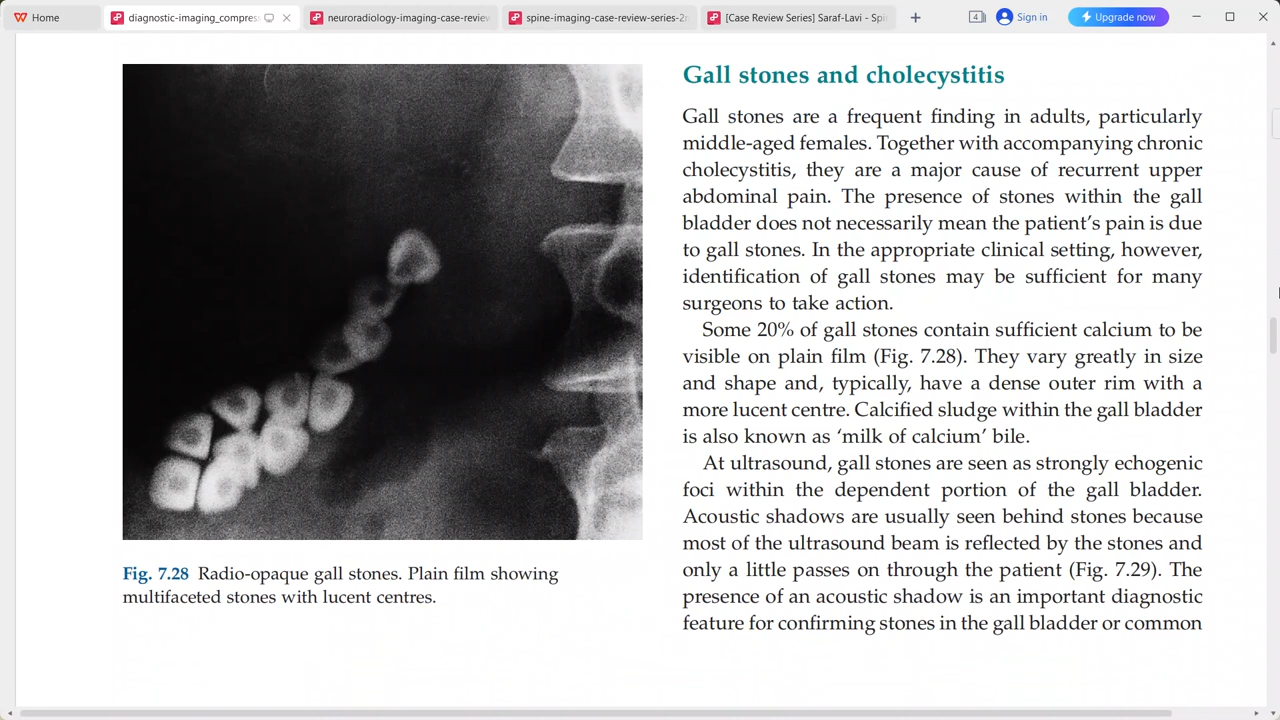 Home
diagnostic-imaging_compres
neuroradiology-imaging-case-review
spine-imaging-case-review-series-2
[Case Review Series] Saraf-Lavi - Spi
4
Sign in
Upgrade now
Fig. 7.28 Radio-opaque gall stones. Plain film showing
multifaceted stones with lucent centres.
Gall stones and cholecystitis
Gall stones are a frequent finding in adults, particularly
middle-aged females. Together with accompanying chronic
cholecystitis, they are a major cause of recurrent upper
abdominal pain. The presence of stones within the gall
bladder does not necessarily mean the patient's pain is due
to gall stones. In the appropriate clinical setting, however,
identification of gall stones may be sufficient for many
surgeons to take action.
Some 20% of gall stones contain sufficient calcium to be
visible on plain film (Fig. 7.28). They vary greatly in size
and shape and, typically, have a dense outer rim with a
more lucent centre. Calcified sludge within the gall bladder
is also known as 'milk of calcium' bile.
At ultrasound, gall stones are seen as strongly echogenic
foci within the dependent portion of the gall bladder.
Acoustic shadows are usually seen behind stones because
most of the ultrasound beam is reflected by the stones and
only a little passes on through the patient (Fig. 7.29). The
presence of an acoustic shadow is an important diagnostic
feature for confirming stones in the gall bladder or common